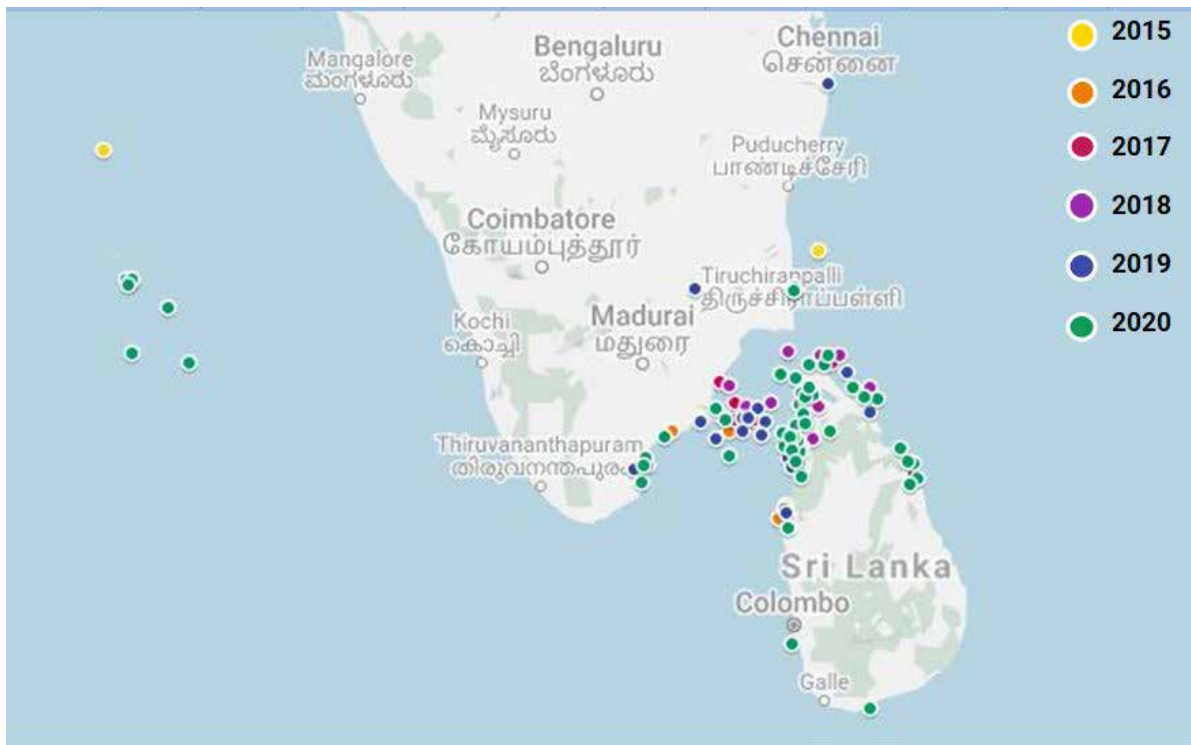 Chennai
சென்னை
Bengaluru
ಬೆಂಗಳೂರು
Mangalore
ಮಂಗಳೂರು
Mysuru
ಮೈಸೂರು
Puducherry
பாண்டிச்சேரி
Coimbatore
கோயம்புத்தூர்
Tiruchirappalli
திருச்சிராப்பள்ளி
Madurai
மதுரை
Kochi
കൊച്ചി
Thiruvananthapuram
Sri Lanka
Colombo
Galle
2015
2016
2017
2018
2019
2020